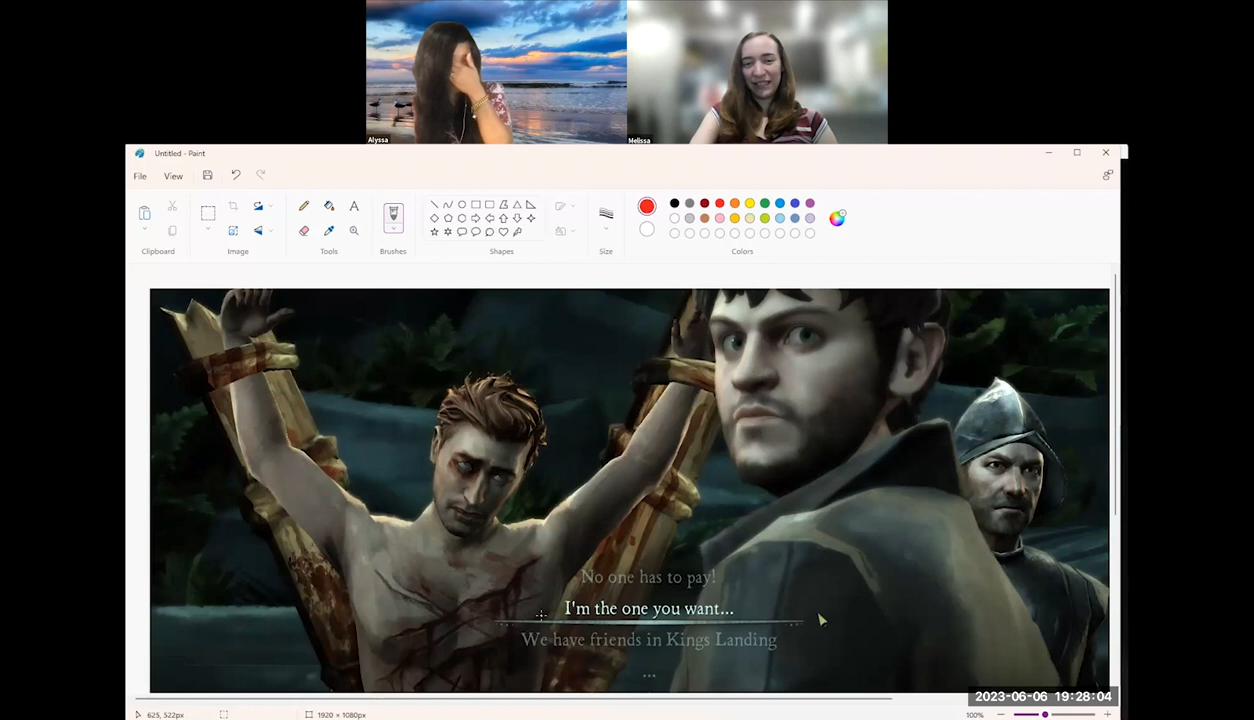 Alyssa
Melissa
Untitled - Paint
File View
A
Clipboard Image Tools Brushes Shapes Size Colors
No one has to pay!
I'm the one you want...
We have friends in Kings Landing
...
2023-06-06 19:28:04
625, 522px 1920 × 1080px 100%